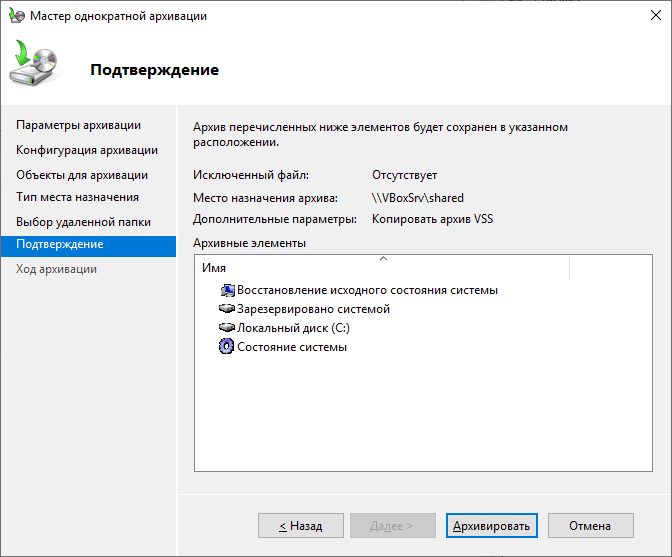 Мастер однократной архивации
Подтверждение
Параметры архивации
Конфигурация архивации
Объекты для архивации
Тип места назначения
Выбор удаленной папки
Подтверждение
Ход архивации
Архив перечисленных ниже элементов будет сохранен в указанном
расположении.
Исключенный файл: Отсутствует
Место назначения архива: \\VBoxSrv\shared
Дополнительные параметры: Копировать архив VSS
Архивные элементы
Имя
Восстановление исходного состояния системы
Зарезервировано системой
Локальный диск (C:)
Состояние системы
< Назад
Далее >
Архивировать
Отмена